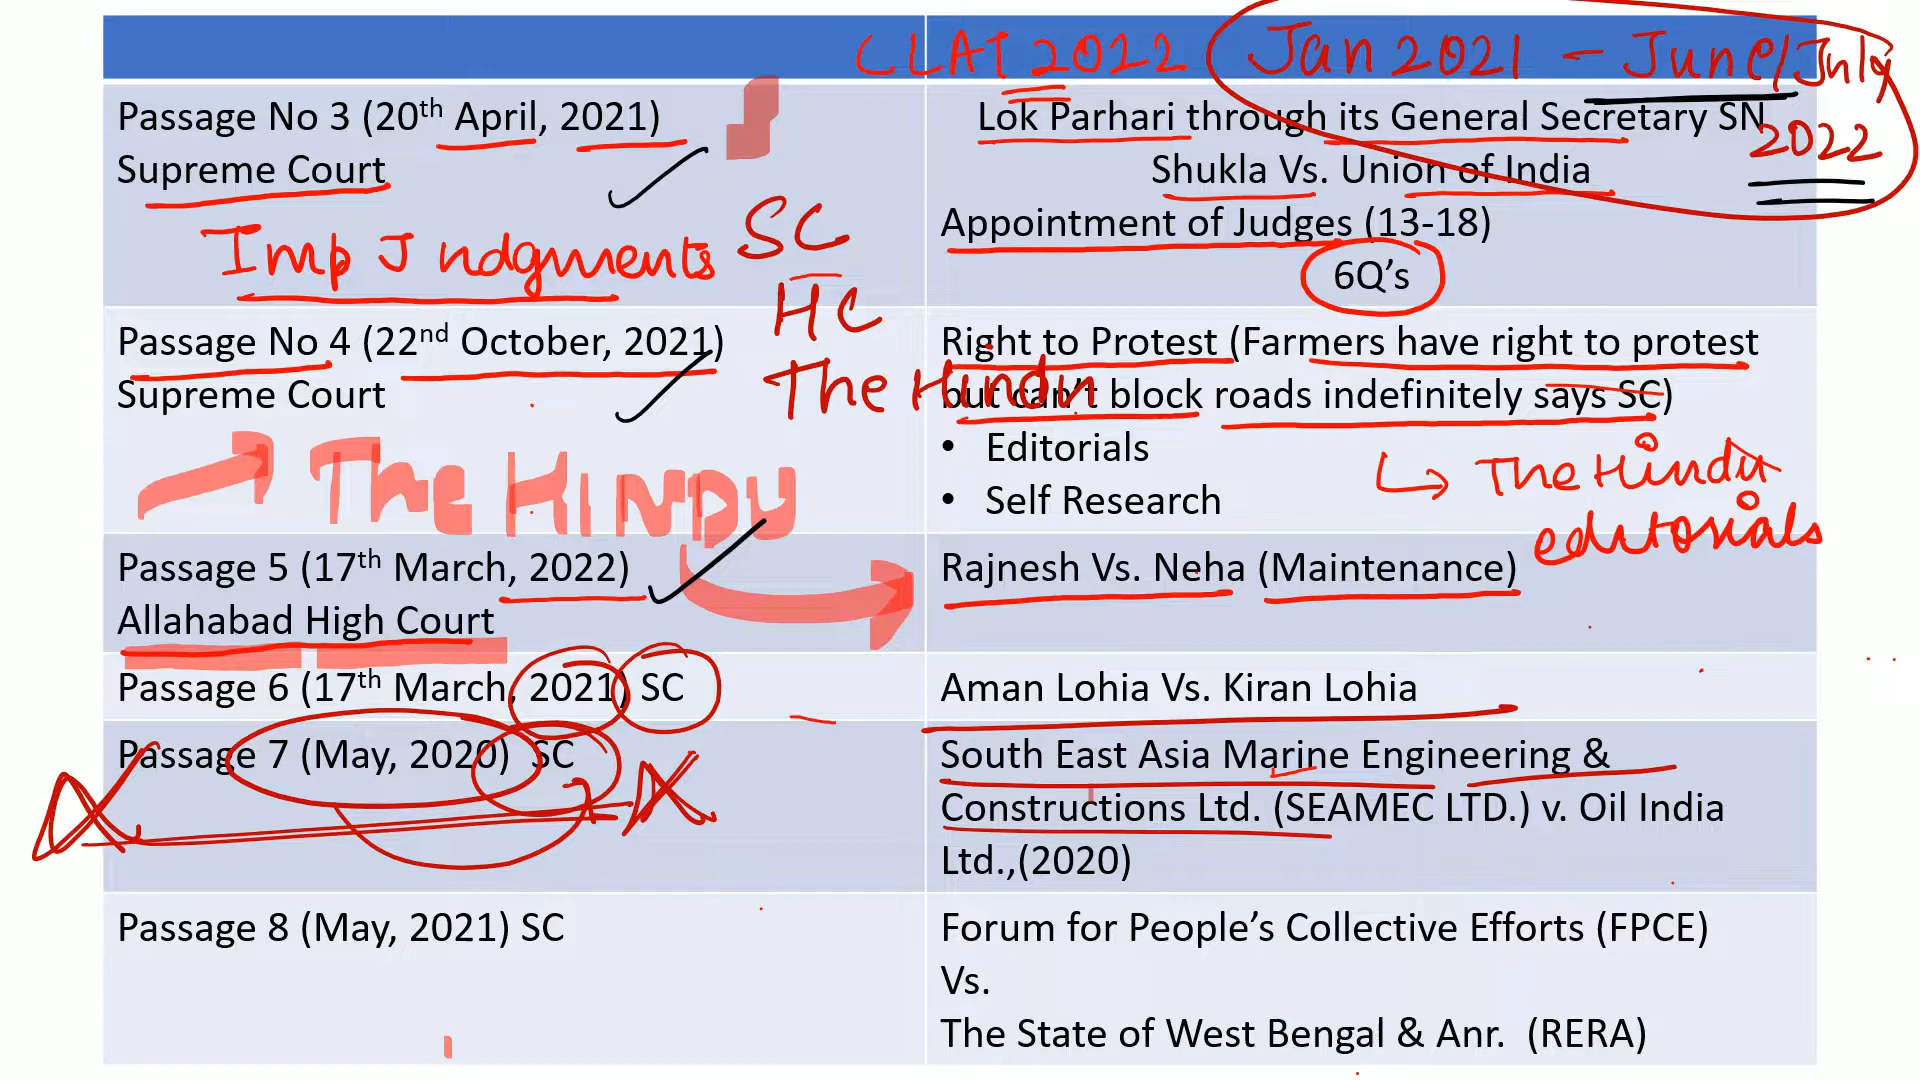 CLAT 2022 Jan 2021 - June/July
2022
Passage No 3 (20th April, 2021)
Supreme Court
Imp Judgments
SC
HC
The Hindu
Lok Parhari through its General Secretary SN
Shukla Vs. Union of India
Appointment of Judges (13-18)
6Q's
Passage No 4 (22nd October, 2021)
Supreme Court
The HINDU
Right to Protest (Farmers have right to protest
but can't block roads indefinitely says SC)
• Editorials
• Self Research
The Hindu
editorials
Passage 5 (17th March, 2022)
Allahabad High Court
Rajnesh Vs. Neha (Maintenance)
Passage 6 (17th March, 2021) SC
Aman Lohia Vs. Kiran Lohia
Passage 7 (May, 2020) SC
South East Asia Marine Engineering &
Constructions Ltd. (SEAMEC LTD.) v. Oil India
Ltd.,(2020)
Passage 8 (May, 2021) SC
Forum for People's Collective Efforts (FPCE)
Vs.
The State of West Bengal & Anr. (RERA)